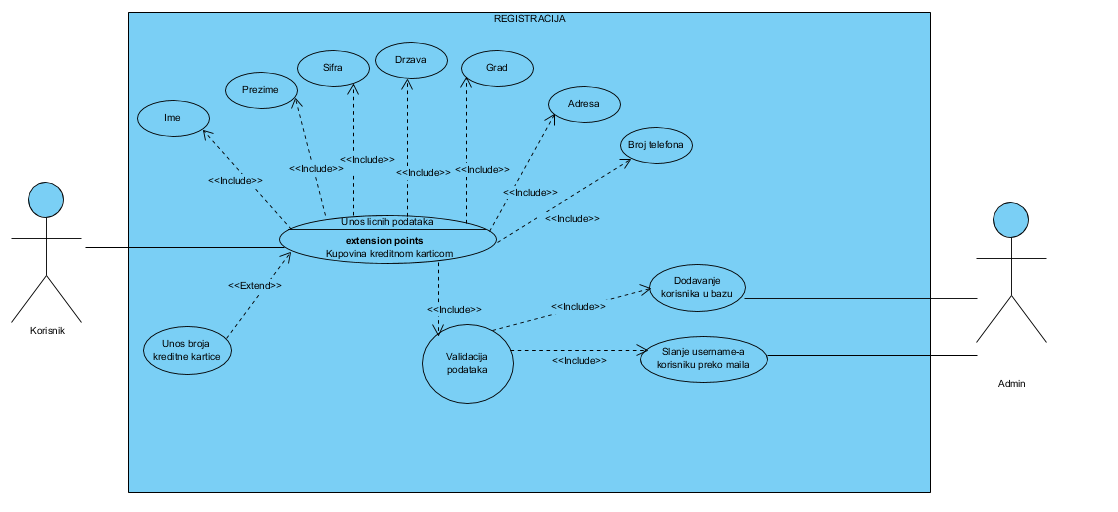 REGISTRACIJA
Drzava
Sifra
Grad
Prezime
Adresa
Ime
Broj telefona
<<Include>>
<<Include>>
<<Include>>
<<Include>>
<<Include>>
<<Include>>
<<Include>>
Unos licnih podataka
extension points
Kupovina kreditnom karticom
<<Extend>>
<<Include>>
Dodavanje
korisnika u bazu
<<Include>>
Korisnik
Unos broja
kreditne kartice
Validacija
podataka
<<Include>>
Slanje username-a
korisniku preko maila
Admin